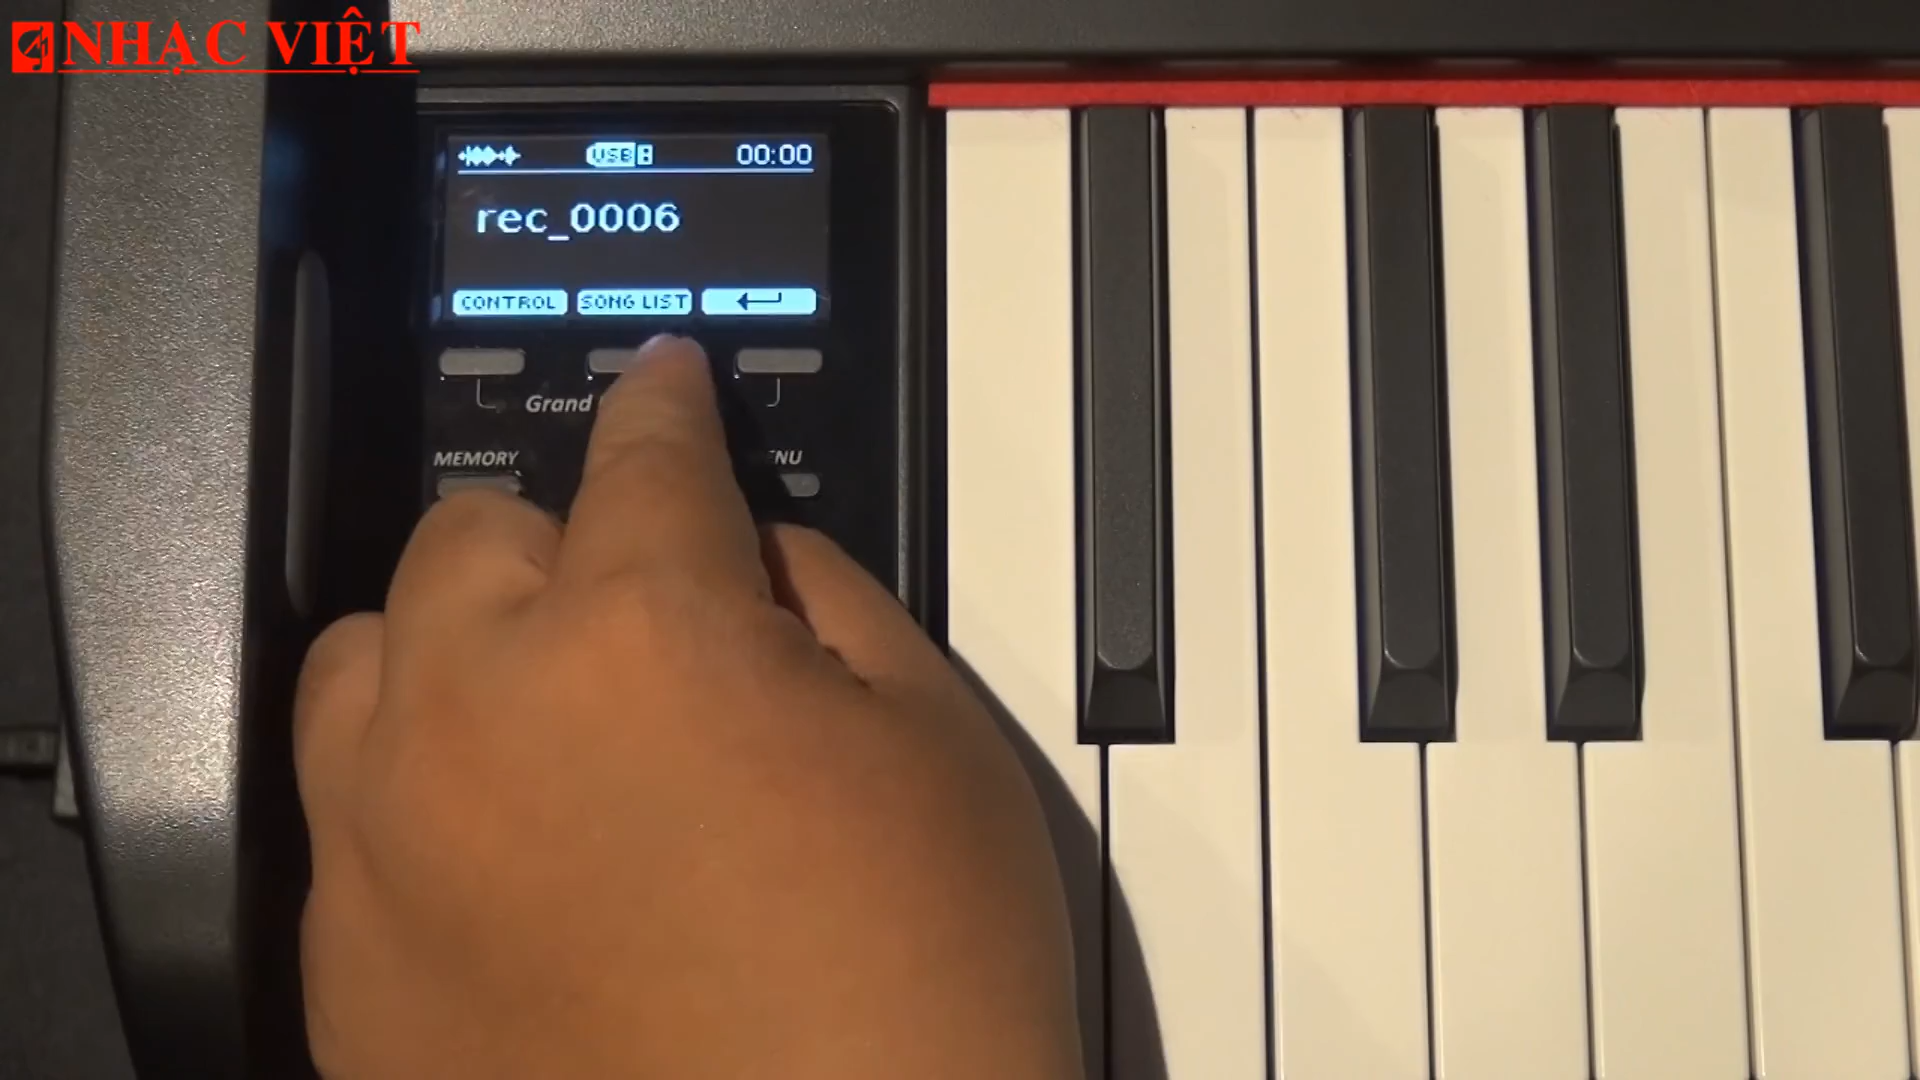 NHẠC VIỆT
USB 00:00
rec_0006
CONTROL SONG LIST
Grand
MEMORY